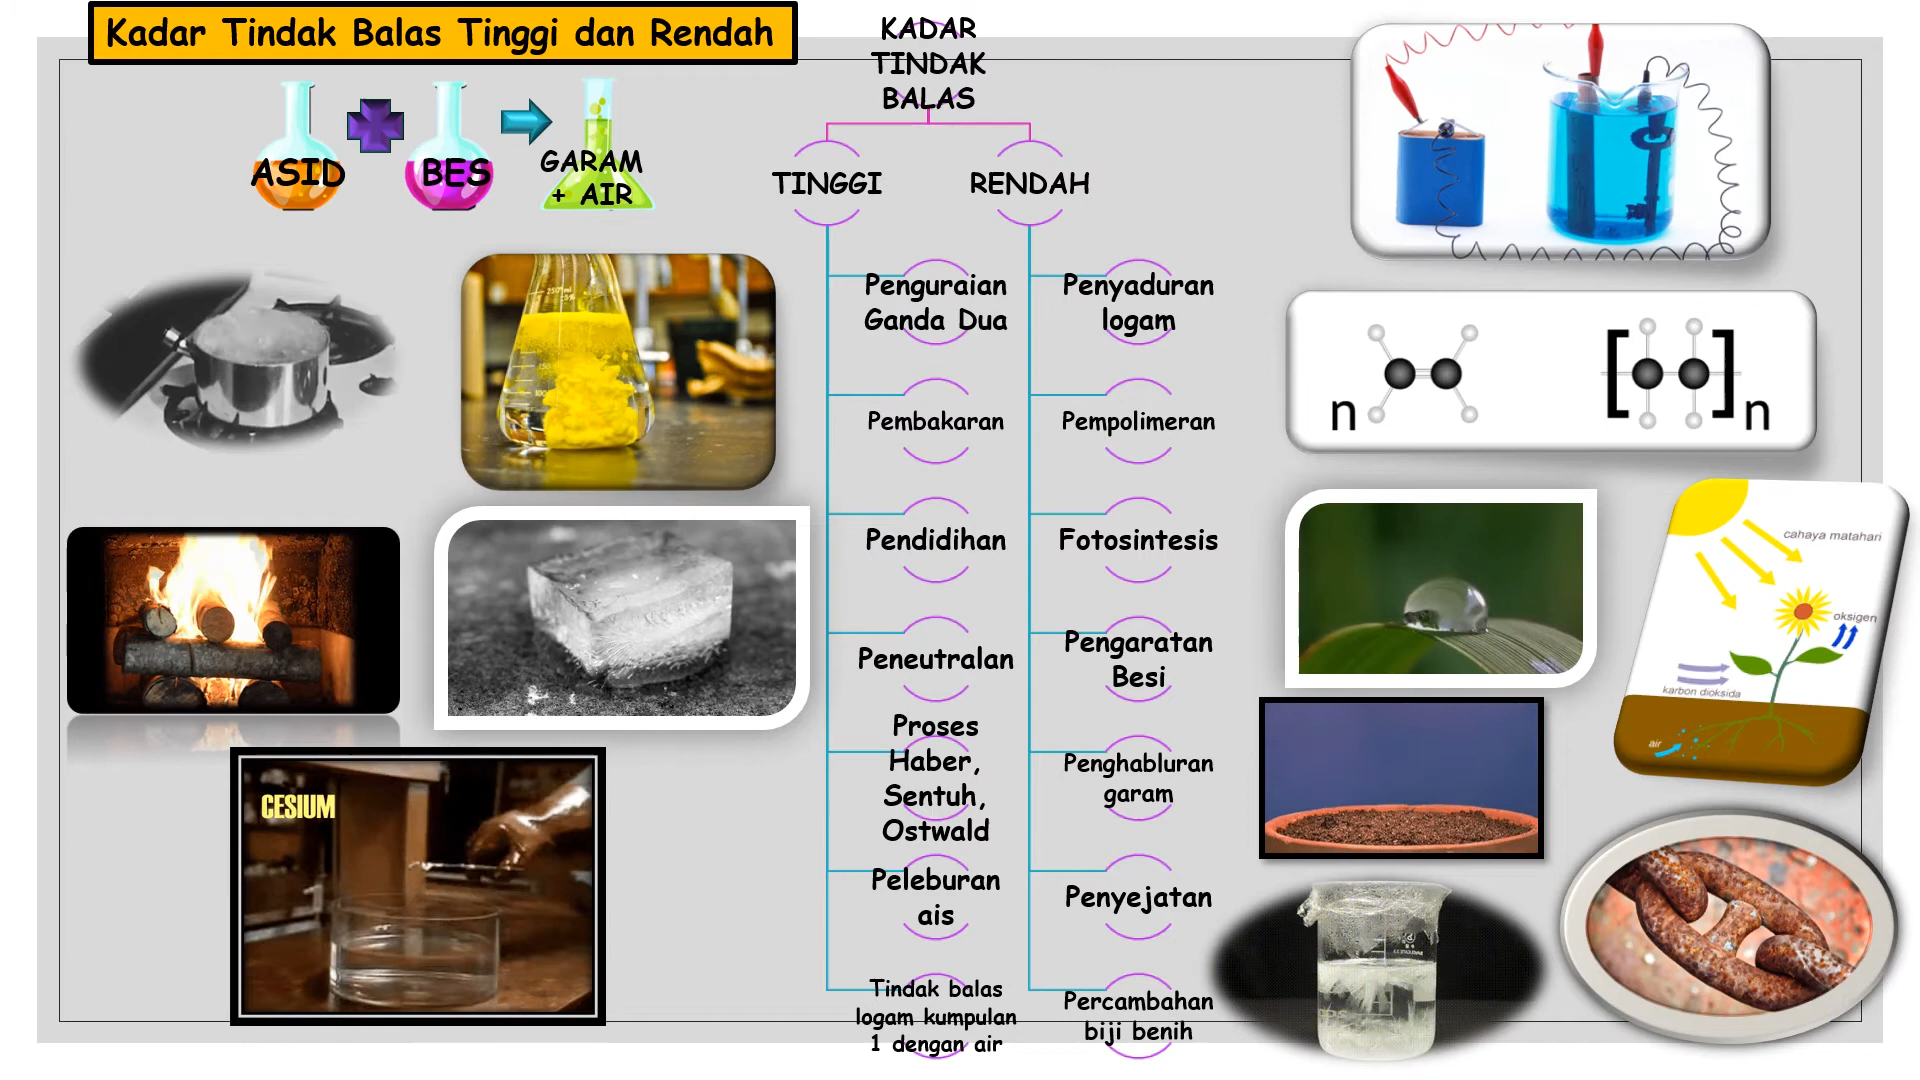 Kadar Tindak Balas Tinggi dan Rendah
KADAR
TINDAK
BALAS
ASID
BES
GARAM
+ AIR
TINGGI
RENDAH
Penguraian
Ganda Dua
Pembakaran
Pendidihan
Peneutralan
Proses
Haber,
Sentuh,
Ostwald
Peleburan
ais
Tindak balas
logam kumpulan
1 dengan air
Penyaduran
logam
Pempolimeran
Fotosintesis
Pengaratan
Besi
Penghabluran
garam
Penyejatan
Percambahan
biji benih
CESIUM
n
[ ]n
cahaya matahari
oksigen
karbon dioksida
air